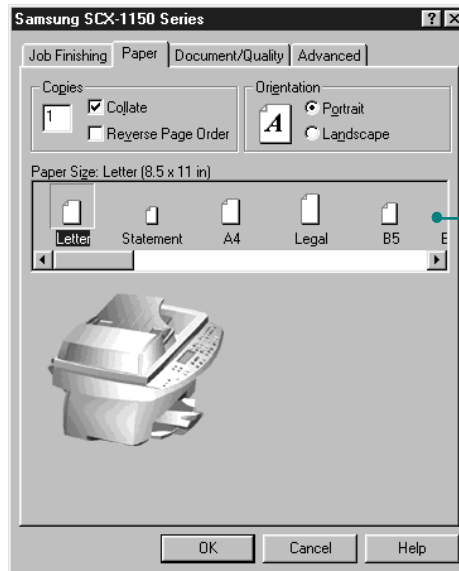 Samsung SCX-1150 Series
Job Finishing Paper Document/Quality Advanced
Copies
1
Collate
Reverse Page Order
Orientation
A
Portrait
Landscape
Paper Size: Letter (8.5 x 11 in)
Letter Statement A4 Legal B5
OK Cancel Help